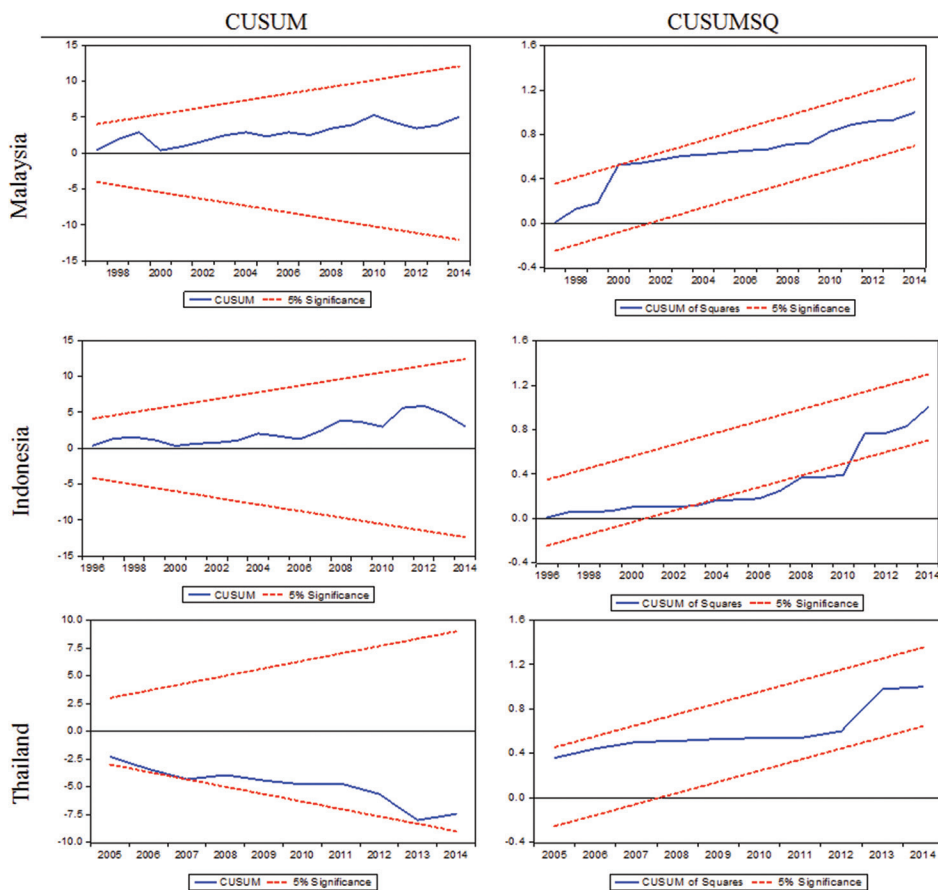 CUSUM CUSUMSQ
Malaysia
15
10
5
0
-5
-10
-15
1998 2000 2002 2004 2006 2008 2010 2012 2014
CUSUM 5% Significance
1.6
1.2
0.8
0.4
0.0
-0.4
1998 2000 2002 2004 2006 2008 2010 2012 2014
CUSUM of Squares 5% Significance
Indonesia
15
10
5
0
-5
-10
-15
1996 1998 2000 2002 2004 2006 2008 2010 2012 2014
CUSUM 5% Significance
1.6
1.2
0.8
0.4
0.0
-0.4
1996 1998 2000 2002 2004 2006 2008 2010 2012 2014
CUSUM of Squares 5% Significance
Thailand
10.0
7.5
5.0
2.5
0.0
-2.5
-5.0
-7.5
-10.0
2005 2006 2007 2008 2009 2010 2011 2012 2013 2014
CUSUM 5% Significance
1.6
1.2
0.8
0.4
0.0
-0.4
2005 2006 2007 2008 2009 2010 2011 2012 2013 2014
CUSUM of Squares 5% Significance